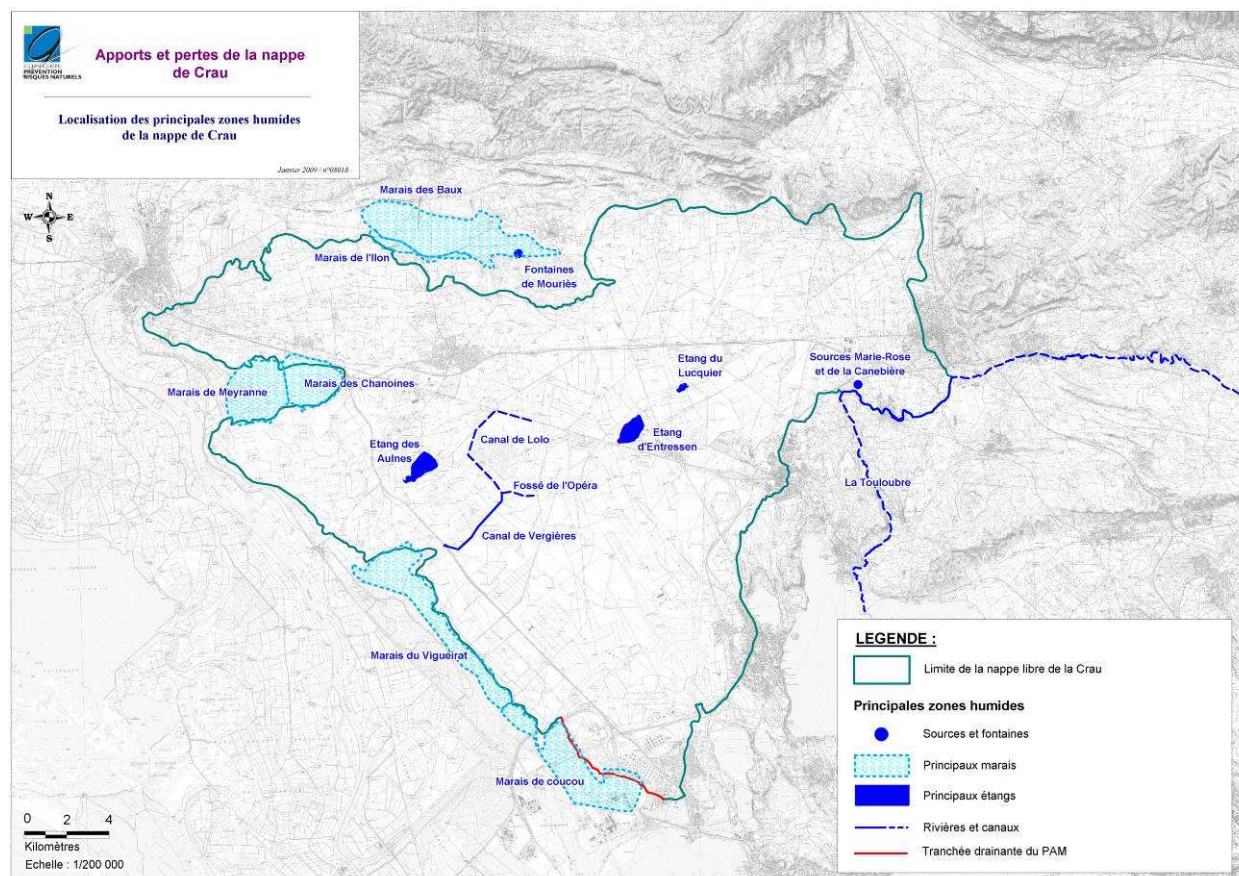 GINGER
PRÉVENTION
RISQUES NATURELS
Apports et pertes de la nappe
de Crau
Localisation des principales zones humides
de la nappe de Crau
Janvier 2009 / n°08018
N
W
E
S
Marais des Baux
Marais de l'Ilon
Fontaines
de Mouriès
Etang du
Lucquier
Sources Marie-Rose
et de la Canebière
Marais de Meyranne
Marais des Chanoines
Etang des
Aulnes
Canal de Lolo
Etang
d'Entressen
Fossé de l'Opéra
La Touloubre
Canal de Vergières
Marais du Vigueirat
Marais de coucou
LEGENDE :
Limite de la nappe libre de la Crau
Principales zones humides
Sources et fontaines
Principaux marais
Principaux étangs
Rivières et canaux
Tranchée drainante du PAM
0 2 4
Kilomètres
Echelle : 1/200 000